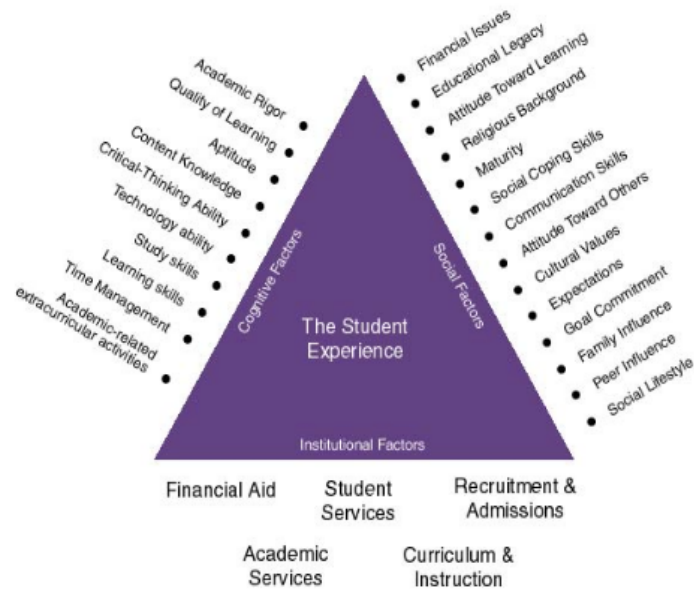 Academic Rigor
Quality of Learning
Aptitude
Content Knowledge
Critical-Thinking Ability
Technology ability
Study skills
Learning skills
Time Management
Academic-related
extracurricular activities
Cognitive Factors
Financial Issues
Educational Legacy
Attitude Toward Learning
Religious Background
Maturity
Social Coping Skills
Communication Skills
Attitude Toward Others
Cultural Values
Expectations
Goal Commitment
Family Influence
Peer Influence
Social Lifestyle
Social Factors
The Student
Experience
Institutional Factors
Financial Aid
Student
Services
Recruitment &
Admissions
Academic
Services
Curriculum &
Instruction